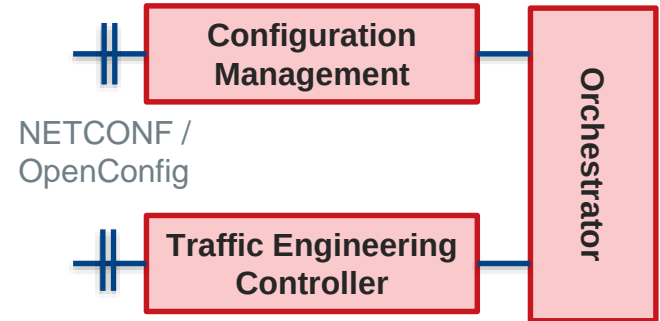 Configuration
Management
NETCONF /
OpenConfig
Orchestrator
Traffic Engineering
Controller